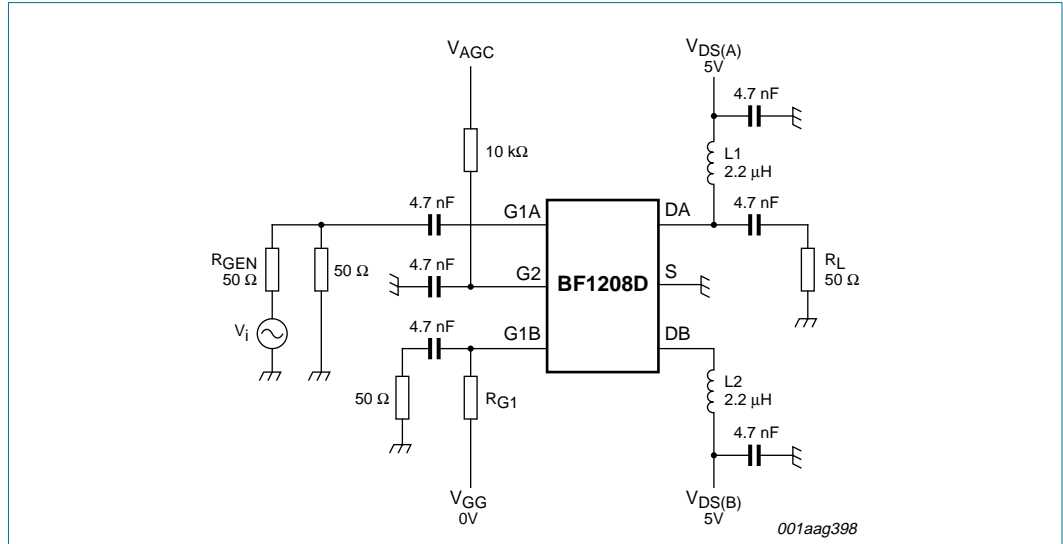 VAGC
VDS(A)
5V
4.7 nF
10 kΩ
L1
2.2 μH
4.7 nF
G1A
DA
4.7 nF
RGEN
50 Ω
50 Ω
4.7 nF
G2
BF1208D
S
RL
50 Ω
Vi
4.7 nF
G1B
DB
50 Ω
RG1
L2
2.2 μH
4.7 nF
VGG
0V
VDS(B)
5V
001aag398